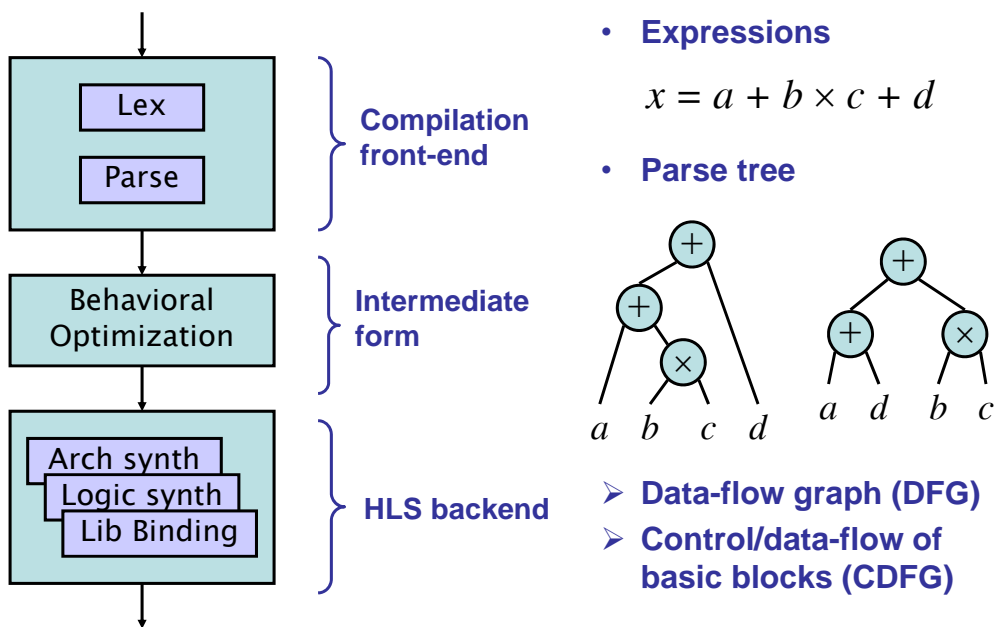 Lex
Parse
Compilation
front-end
Behavioral
Optimization
Intermediate
form
Arch synth
Logic synth
Lib Binding
HLS backend
• Expressions
x = a + b × c + d
• Parse tree
+
+
×
a b c d
+
+ ×
a d b c
➢ Data-flow graph (DFG)
➢ Control/data-flow of
basic blocks (CDFG)